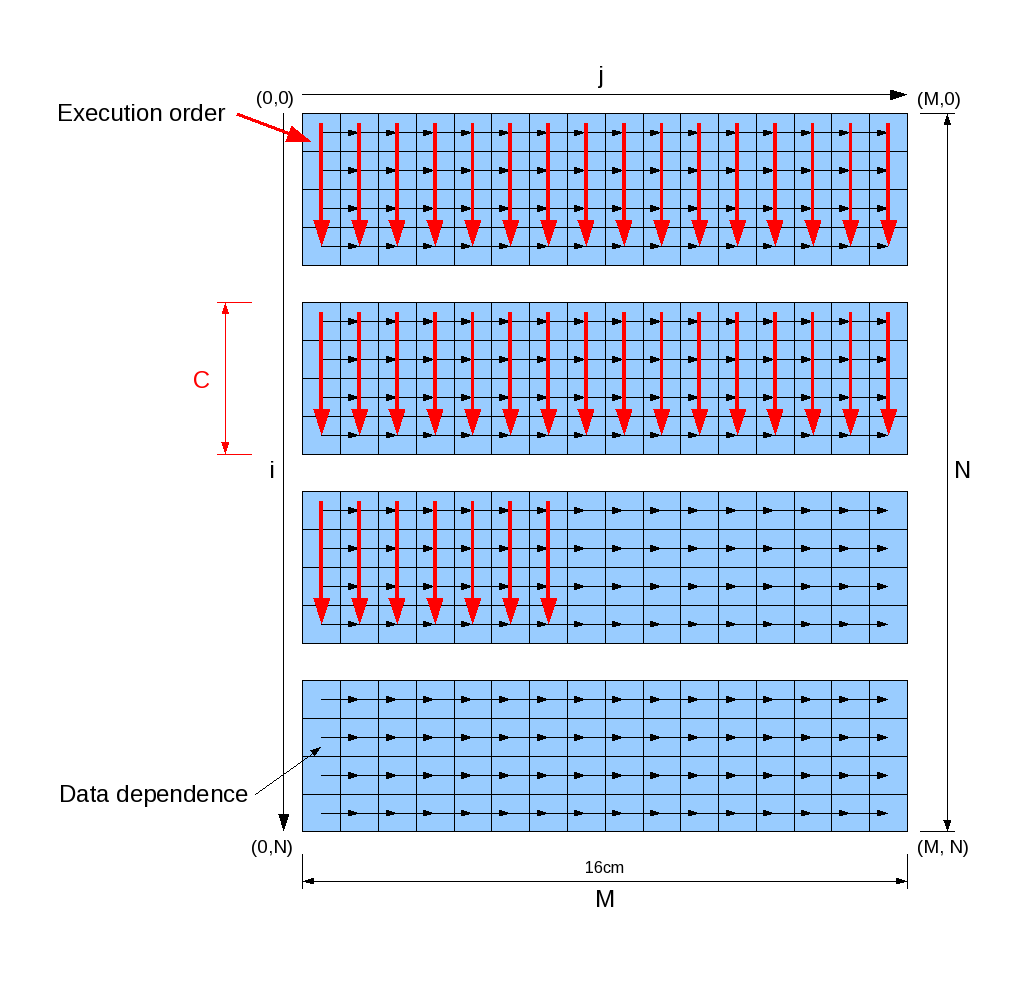 j
(0,0)
(M,0)
Execution order
C
i
N
Data dependence
(0,N)
(M, N)
16cm
M